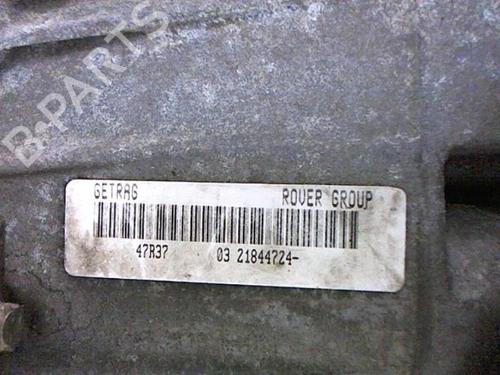 B-PARTS
GETRAG ROVER GROUP
47R37 03 21844724-